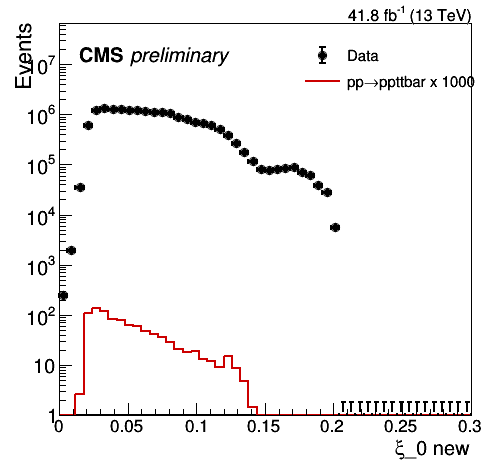 41.8 fb⁻¹ (13 TeV)
Events
CMS preliminary
Data
pp→ppttbar x 1000
10⁷
10⁶
10⁵
10⁴
10³
10²
10
1
0 0.05 0.1 0.15 0.2 0.25 0.3
ξ_0 new